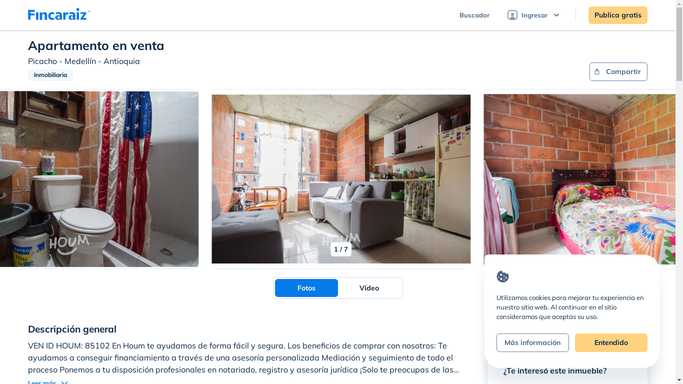 Fincaraiz
Buscador
Ingresar
Publica gratis
Apartamento en venta
Picacho - Medellín - Antioquia
Inmobiliaria
Compartir
HOUM
HOUM
HOUM
1 / 7
Fotos
Video
Utilizamos cookies para mejorar tu experiencia en
nuestro sitio web. Al continuar en el sitio
consideramos que aceptas su uso.
Más información
Entendido
Descripción general
VEN ID HOUM: 85102 En Houm te ayudamos de forma fácil y segura. Los beneficios de comprar con nosotros: Te
ayudamos a conseguir financiamiento a través de una asesoría personalizada Mediación y seguimiento de todo el
proceso Ponemos a tu disposición profesionales en notariado, registro y asesoría jurídica ¡Solo te preocupas de las...
Leer más
¿Te interesó este inmueble?